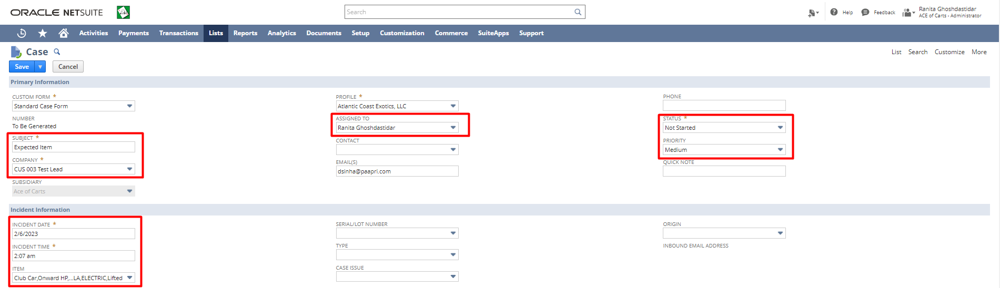 ORACLE NETSUITE
Search
Help
Feedback
Ranita Ghoshdastidar
ACE of Carts - Administrator
Activities Payments Transactions Lists Reports Analytics Documents Setup Customization Commerce SuiteApps Support
Case
List Search Customize More
Save Cancel
Primary Information
CUSTOM FORM *
Standard Case Form
NUMBER
To Be Generated
SUBJECT *
Expected Item
COMPANY *
CUS 003 Test Lead
SUBSIDIARY
Ace of Carts
PROFILE *
Atlantic Coast Exotics, LLC
ASSIGNED TO
Ranita Ghoshdastidar
CONTACT
EMAIL(S)
dsinha@paapri.com
PHONE
STATUS *
Not Started
PRIORITY
Medium
QUICK NOTE
Incident Information
INCIDENT DATE *
2/6/2023
INCIDENT TIME *
2:07 am
ITEM
Club Car,Onward HP,...LA,ELECTRIC,Lifted
SERIAL/LOT NUMBER
TYPE
CASE ISSUE
ORIGIN
INBOUND EMAIL ADDRESS